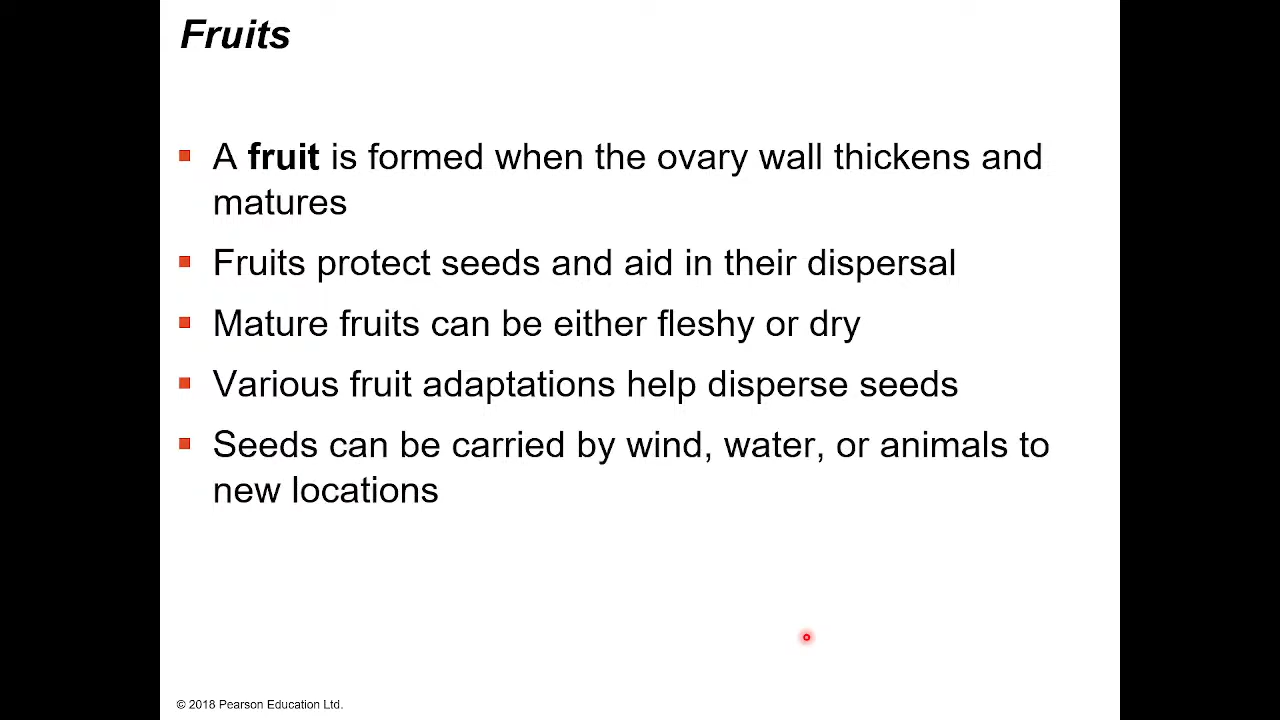 Fruits
A fruit is formed when the ovary wall thickens and
matures
Fruits protect seeds and aid in their dispersal
Mature fruits can be either fleshy or dry
Various fruit adaptations help disperse seeds
Seeds can be carried by wind, water, or animals to
new locations
© 2018 Pearson Education Ltd.